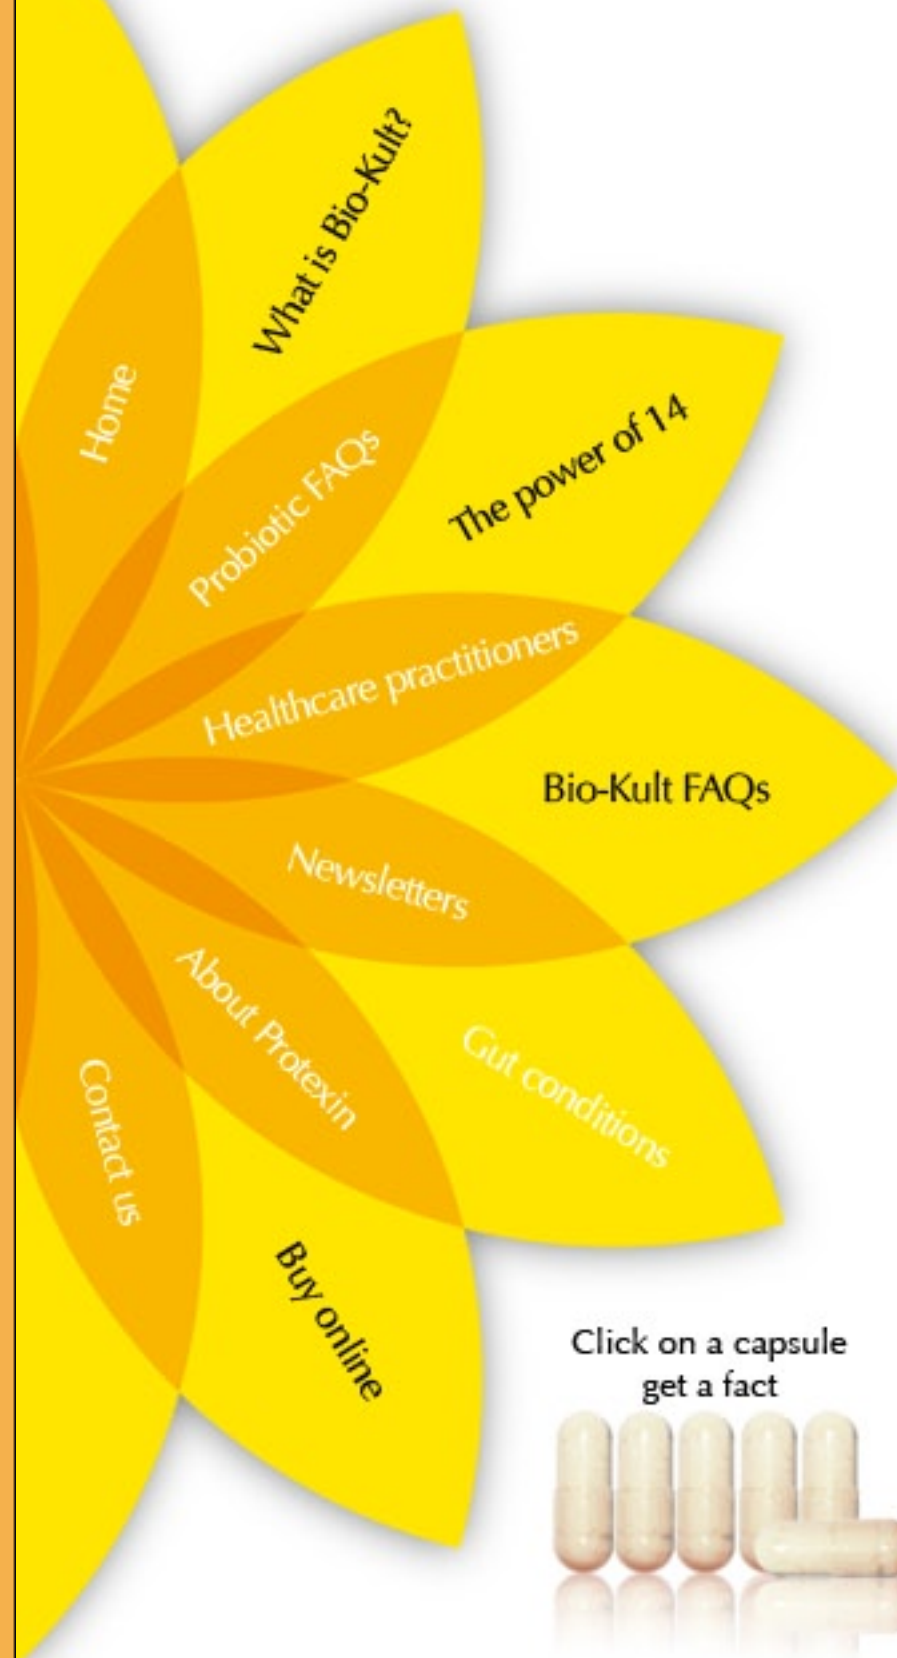 What is Bio-Kult?
Home
The power of 14
Probiotic FAQs
Healthcare practitioners
Bio-Kult FAQs
Newsletters
About Protexin
Gut conditions
Contact us
Buy online
Click on a capsule
get a fact